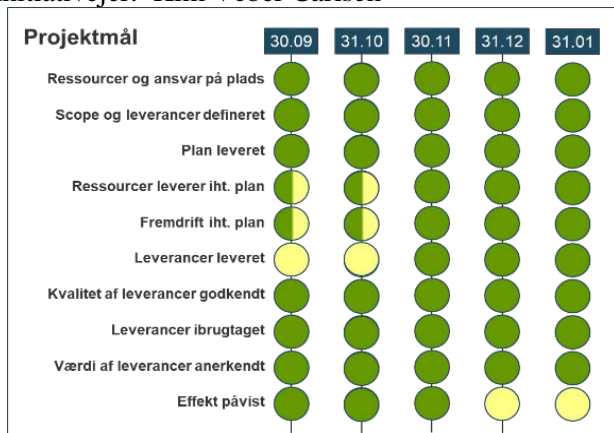 Projektmål
30.09 31.10 30.11 31.12 31.01
Ressourcer og ansvar på plads
Scope og leverancer defineret
Plan leveret
Ressourcer leverer iht. plan
Fremdrift iht. plan
Leverancer leveret
Kvalitet af leverancer godkendt
Leverancer ibrugtaget
Værdi af leverancer anerkendt
Effekt påvist